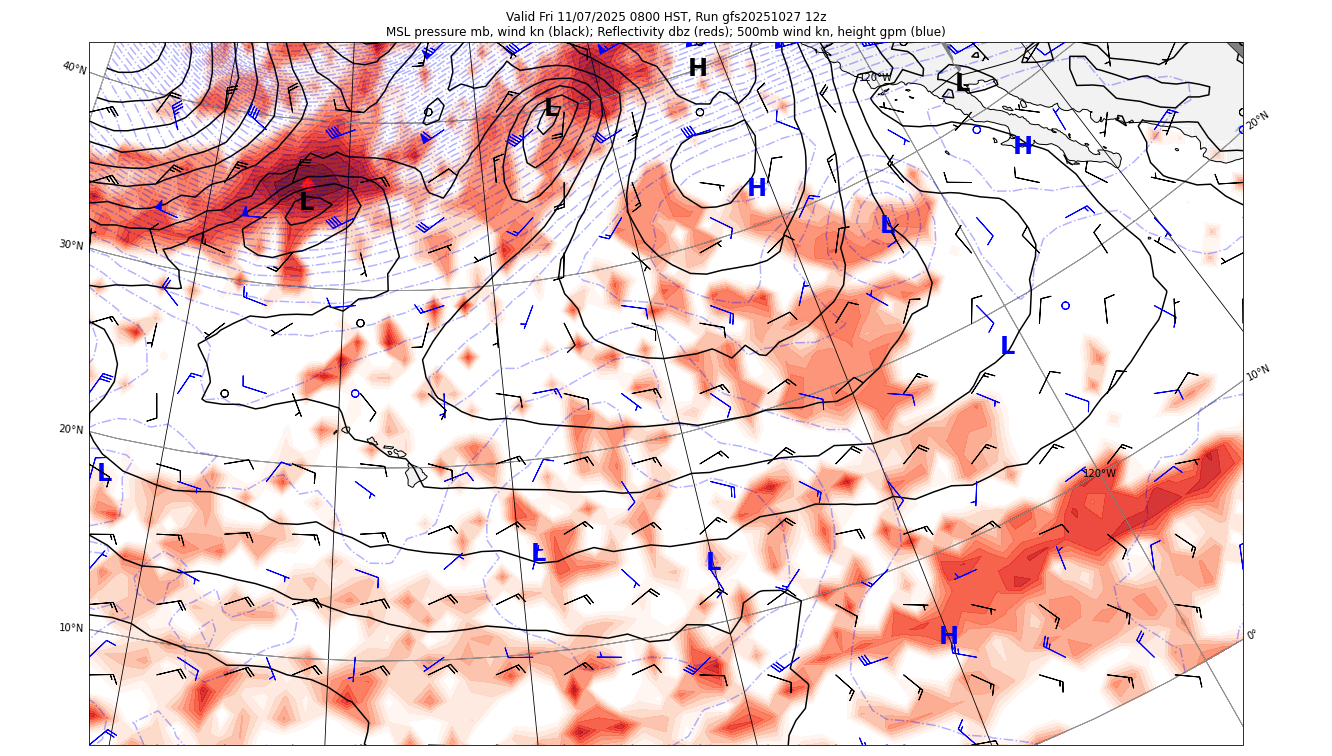 Valid Fri 11/07/2025 0800 HST, Run gfs20251027 12z
MSL pressure mb, wind kn (black); Reflectivity dbz (reds); 500mb wind kn, height gpm (blue)
40°N
H
120°W
L
L
20°N
H
H
L
L
30°N
L
L
10°N
20°N
L
120°W
L
L
10°N
H
0°